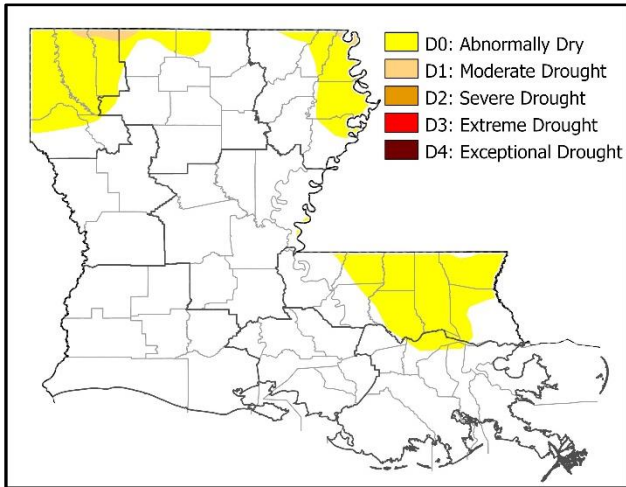 D0: Abnormally Dry
D1: Moderate Drought
D2: Severe Drought
D3: Extreme Drought
D4: Exceptional Drought